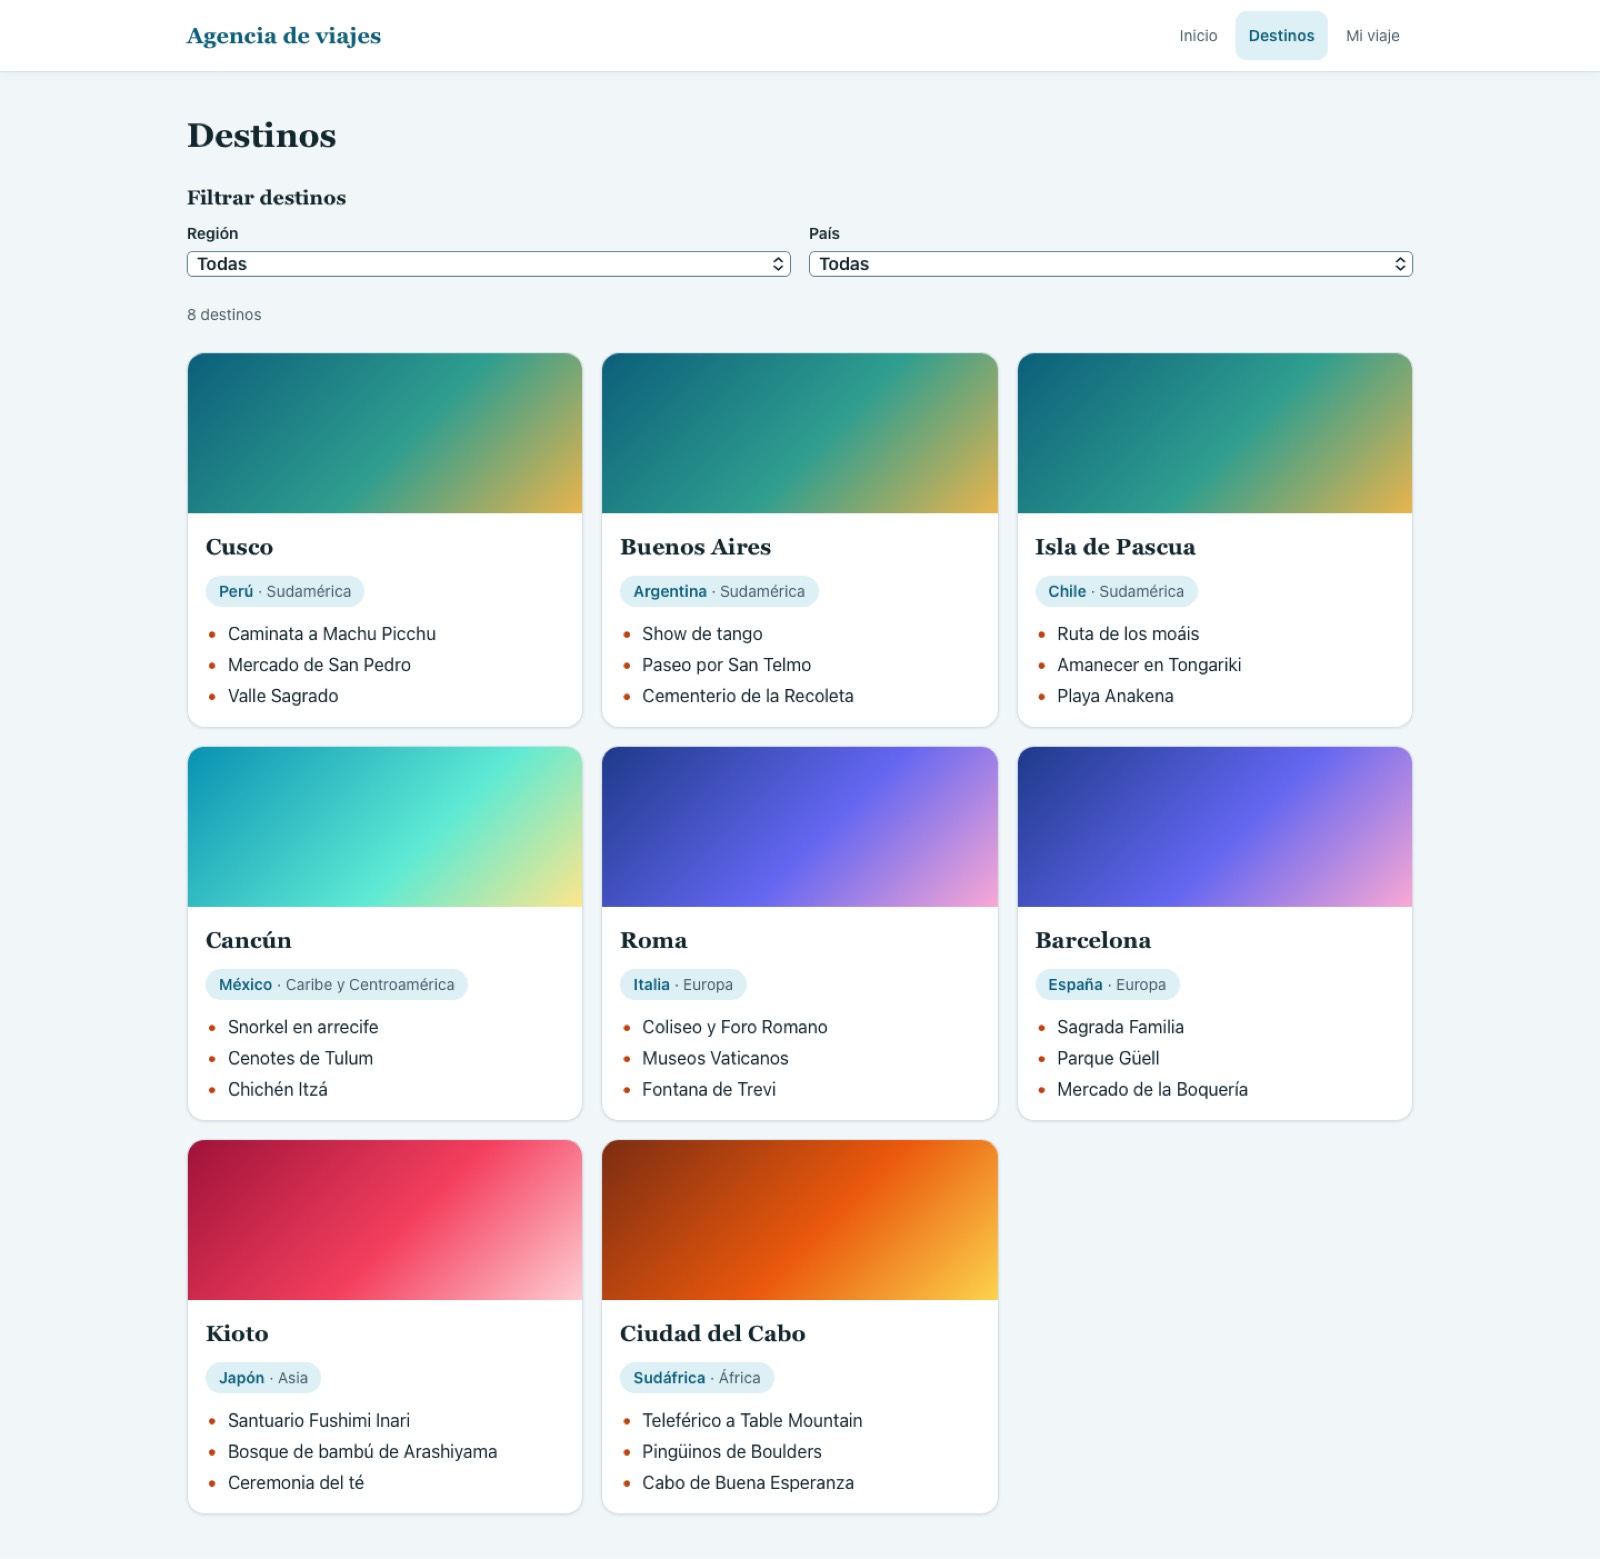 Agencia de viajes
Inicio
Destinos
Mi viaje
Destinos
Filtrar destinos
Región
País
Todas
Todas
8 destinos
Cusco
Perú · Sudamérica
Caminata a Machu Picchu
Mercado de San Pedro
Valle Sagrado
Buenos Aires
Argentina · Sudamérica
Show de tango
Paseo por San Telmo
Cementerio de la Recoleta
Isla de Pascua
Chile · Sudamérica
Ruta de los moáis
Amanecer en Tongariki
Playa Anakena
Cancún
México · Caribe y Centroamérica
Snorkel en arrecife
Cenotes de Tulum
Chichén Itzá
Roma
Italia · Europa
Coliseo y Foro Romano
Museos Vaticanos
Fontana de Trevi
Barcelona
España · Europa
Sagrada Familia
Parque Güell
Mercado de la Boquería
Kioto
Japón · Asia
Santuario Fushimi Inari
Bosque de bambú de Arashiyama
Ceremonia del té
Ciudad del Cabo
Sudáfrica · África
Teleférico a Table Mountain
Pingüinos de Boulders
Cabo de Buena Esperanza